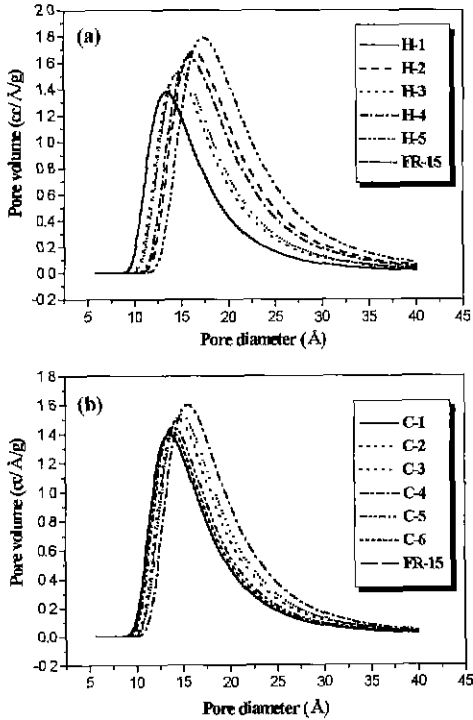 (a)
2.0
1.8
1.6
1.4
1.2
1.0
0.8
0.6
0.4
0.2
0.0
-0.2
Pore volume (cc/Å/g)
H-1
H-2
H-3
H-4
H-5
FR-15
5 10 15 20 25 30 35 40 45
Pore diameter (Å)
(b)
1.8
1.6
1.4
1.2
1.0
0.8
0.6
0.4
0.2
0.0
-0.2
Pore volume (cc/Å/g)
C-1
C-2
C-3
C-4
C-5
C-6
FR-15
5 10 15 20 25 30 35 40 45
Pore diameter (Å)